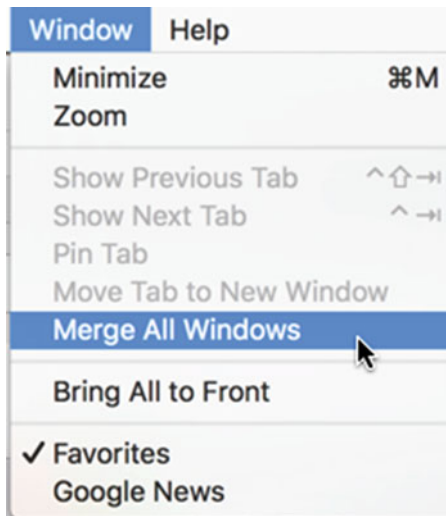 Window Help
Minimize ⌘M
Zoom
Show Previous Tab ^⇧⇥
Show Next Tab ^⇥
Pin Tab
Move Tab to New Window
Merge All Windows
Bring All to Front
✓ Favorites
Google News